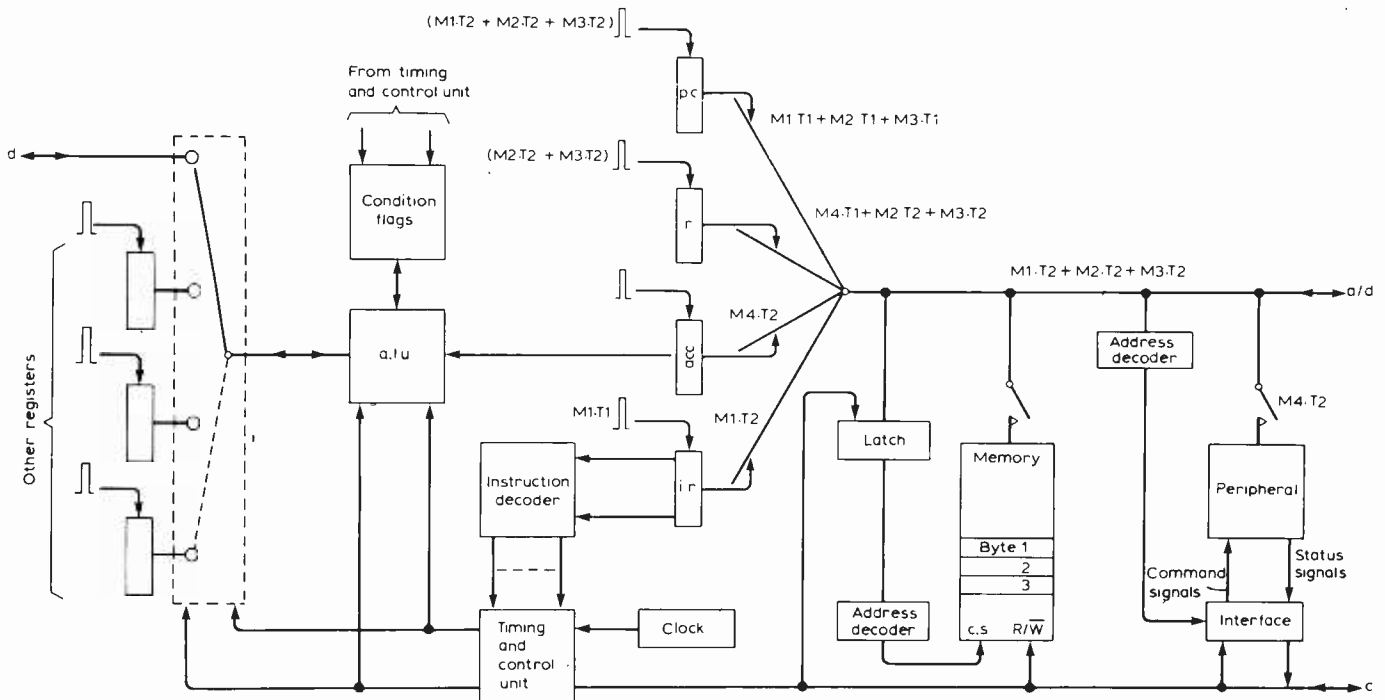 (M1·T2 + M2·T2 + M3·T2)
From timing
and control unit
pc
M1 T1 + M2 T1 + M3·T1
d
(M2·T2 + M3·T2)
Condition
flags
r
M4·T1 + M2 T2 + M3·T2
M1·T2 + M2·T2 + M3·T2
a/d
Other registers
a.l u
acc
M4·T2
Address
decoder
M1·T1
M1·T2
M4·T2
Latch
Memory
Instruction
decoder
i r
Peripheral
Byte 1
2
3
Command
signals
Status
signals
Timing
and
control
unit
Clock
Address
decoder
c.s R/W̅
Interface
c